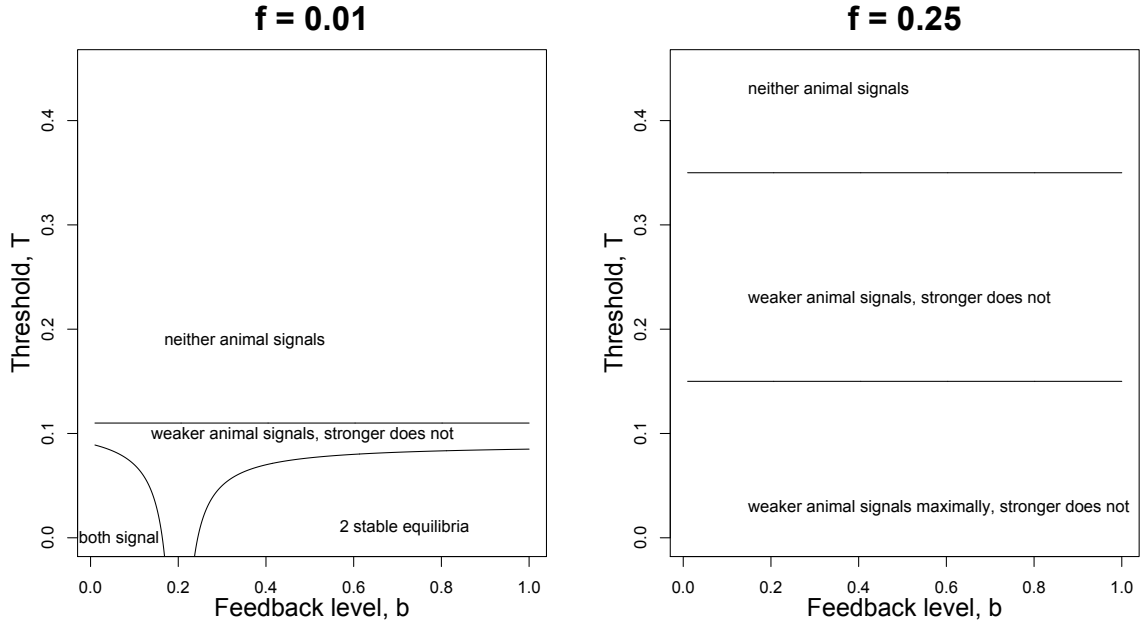 f = 0.01
Threshold, T
0.4
0.3
0.2
0.1
0.0
neither animal signals
weaker animal signals, stronger does not
both signal
2 stable equilibria
0.0 0.2 0.4 0.6 0.8 1.0
Feedback level, b
f = 0.25
Threshold, T
0.4
0.3
0.2
0.1
0.0
neither animal signals
weaker animal signals, stronger does not
weaker animal signals maximally, stronger does not
0.0 0.2 0.4 0.6 0.8 1.0
Feedback level, b